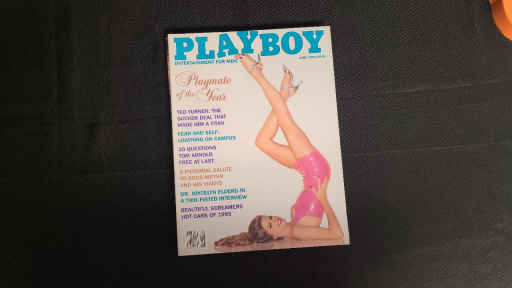 PLAYBOY
ENTERTAINMENT FOR MEN
Playmate
of the Year
TED TURNER, THE
SUCKER DEAL THAT
MADE HIM A TITAN
FEAR AND SELF-
LOATHING ON CAMPUS
20 QUESTIONS
TOM ARNOLD
FREE AT LAST
A PICTORIAL SALUTE
TO RUSS MEYER
AND HIS VIXENS
DR. JOYCELYN ELDERS IN
A TWO-FISTED INTERVIEW
BEAUTIFUL SCREAMERS
HOT CARS OF 1995